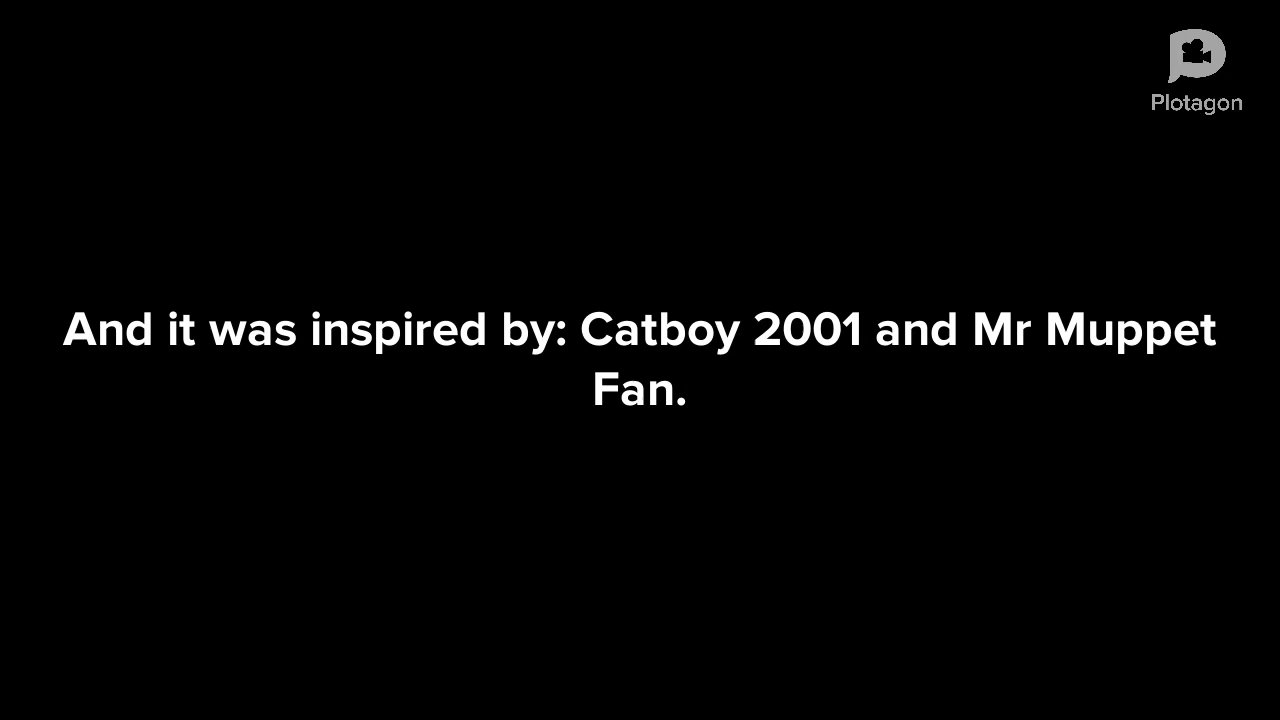 Plotagon
And it was inspired by: Catboy 2001 and Mr Muppet
Fan.